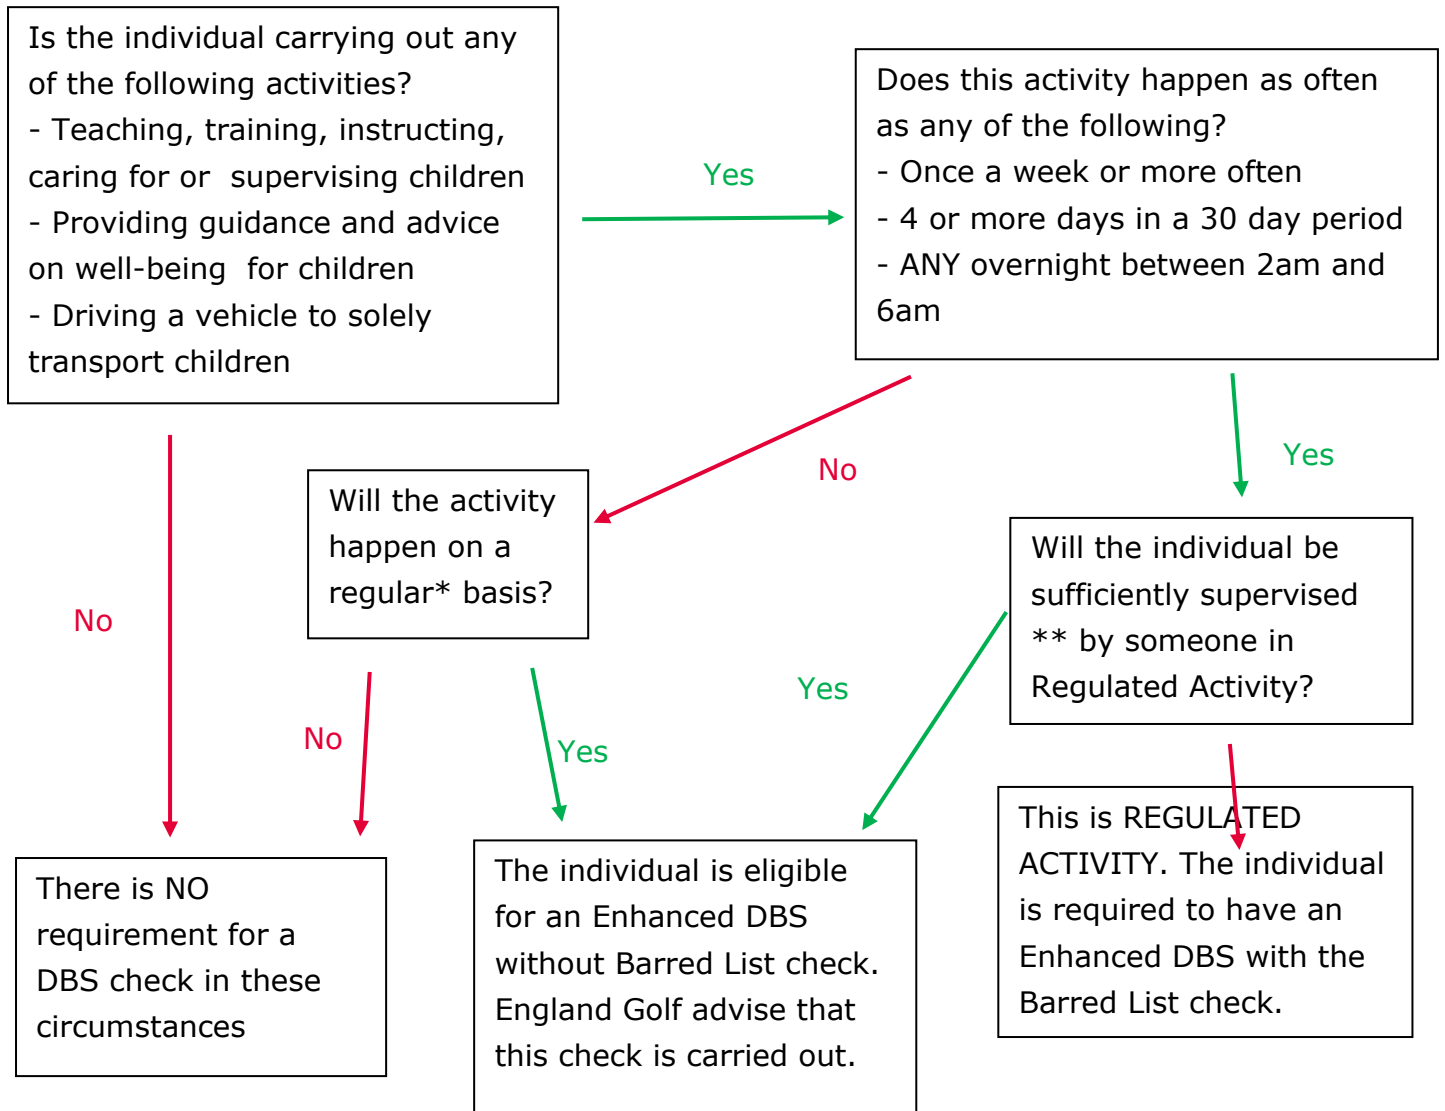 Is the individual carrying out any
of the following activities?
- Teaching, training, instructing,
caring for or  supervising children
- Providing guidance and advice
on well-being  for children
- Driving a vehicle to solely
transport children
Yes
Does this activity happen as often
as any of the following?
- Once a week or more often
- 4 or more days in a 30 day period
- ANY overnight between 2am and
6am
No
Yes
Will the activity
happen on a
regular* basis?
Will the individual be
sufficiently supervised
** by someone in
Regulated Activity?
No
No
Yes
Yes
There is NO
requirement for a
DBS check in these
circumstances
The individual is eligible
for an Enhanced DBS
without Barred List check.
England Golf advise that
this check is carried out.
This is REGULATED
ACTIVITY. The individual
is required to have an
Enhanced DBS with the
Barred List check.